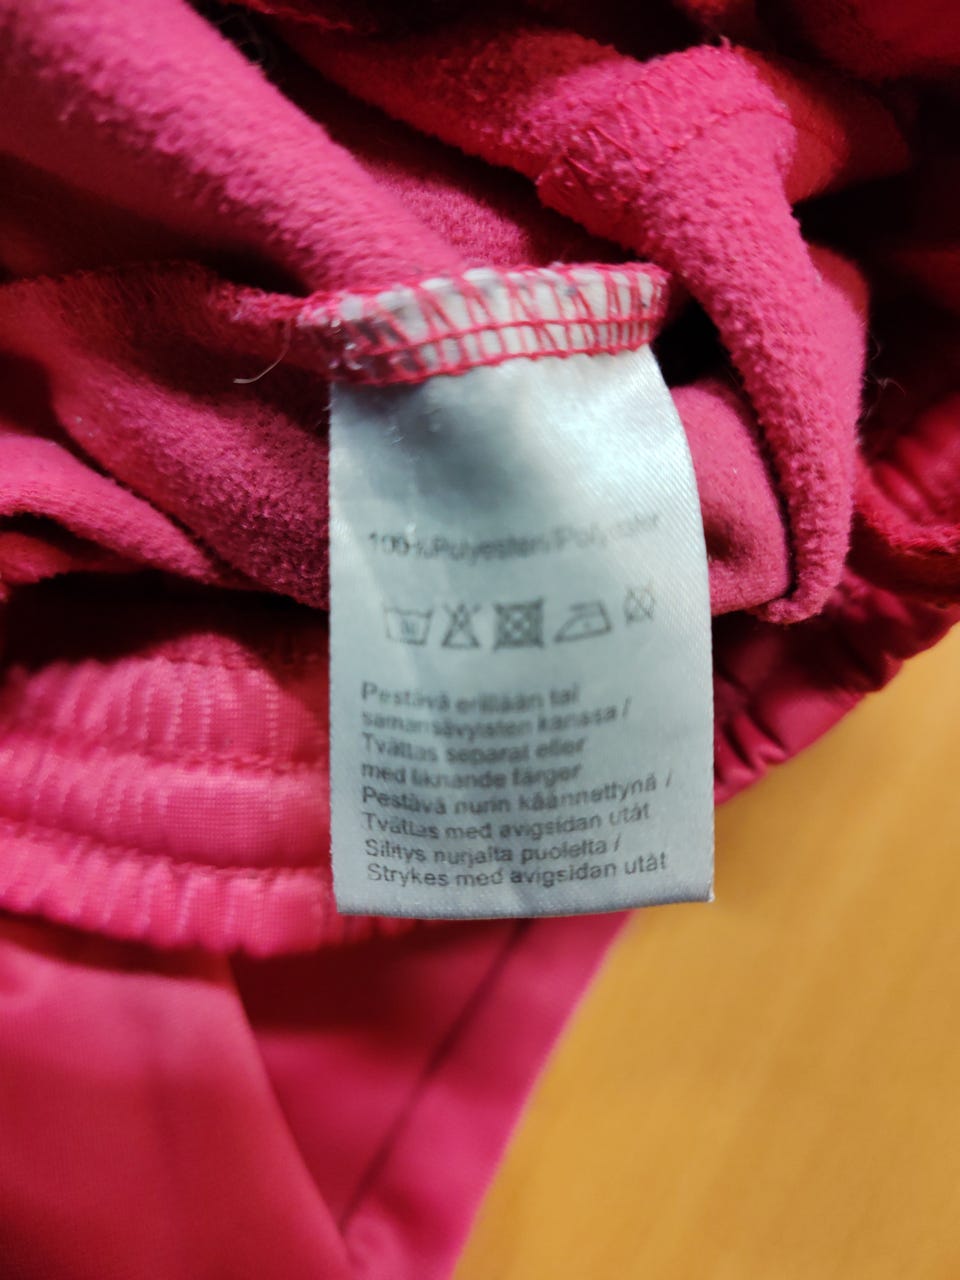 100%Polyesteri/Polyester
Pestävä erillään tai
samansävyisten kanssa /
Tvättas separat eller
med liknande färger
Pestävä nurin käännettynä /
Tvättas med avigsidan utåt
Silitys nurjalta puolelta /
Strykes med avigsidan utåt